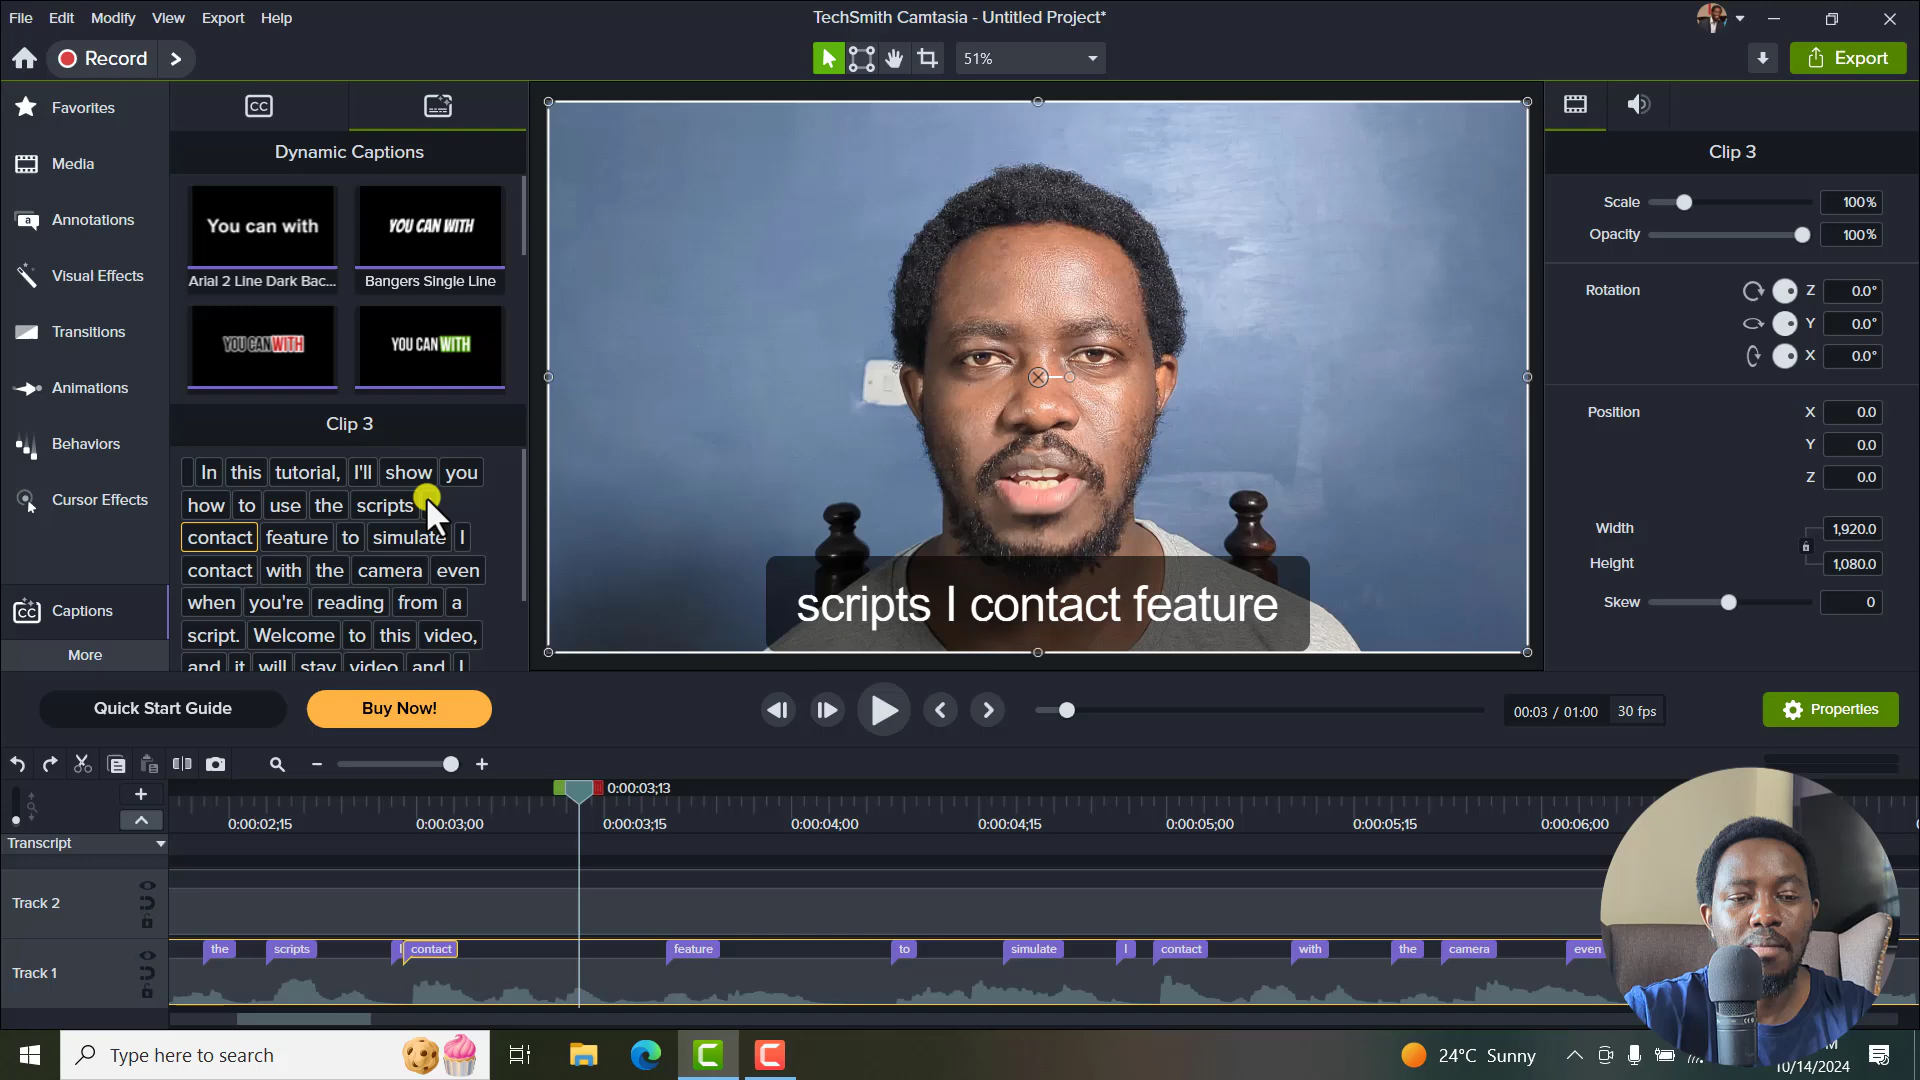 File Edit Modify View Export Help
TechSmith Camtasia - Untitled Project*
Record
51%
Export
Favorites
Media
Annotations
Visual Effects
Transitions
Animations
Behaviors
Cursor Effects
Captions
More
CC
Dynamic Captions
You can with
YOU CAN WITH
Arial 2 Line Dark Bac...
Bangers Single Line
YOU CAN WITH
YOU CAN WITH
Clip 3
In this tutorial, I'll show you
how to use the scripts
contact feature to simulate I
contact with the camera even
when you're reading from a
script. Welcome to this video,
and it will stay video and I
scripts I contact feature
Clip 3
Scale 100%
Opacity 100%
Rotation Z 0.0°
Y 0.0°
X 0.0°
Position X 0.0
Y 0.0
Z 0.0
Width 1,920.0
Height 1,080.0
Skew 0
Quick Start Guide
Buy Now!
00:03 / 01:00 30 fps
Properties
0:00:03;13
0:00:02;15 0:00:03;00 0:00:03;15 0:00:04;00 0:00:04;15 0:00:05;00 0:00:05;15 0:00:06;00
Transcript
Track 2
Track 1
the scripts I contact feature to simulate I contact with the camera even
Type here to search
24°C Sunny
10/14/2024